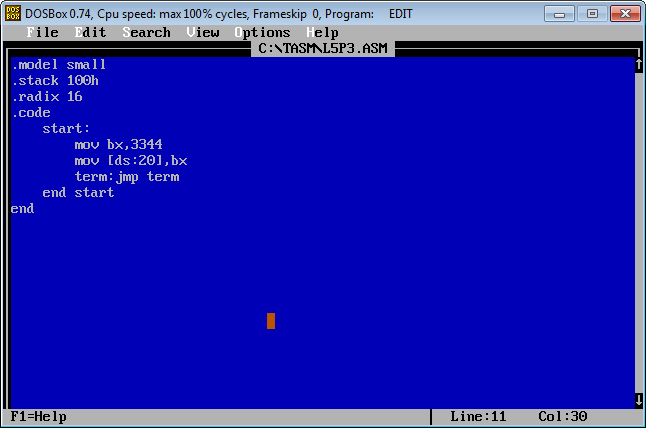 DOSBox 0.74, Cpu speed: max 100% cycles, Frameskip 0, Program: EDIT
File Edit Search View Options Help
C:\TASM\L5P3.ASM
.model small
.stack 100h
.radix 16
.code
    start:
        mov bx,3344
        mov [ds:20],bx
        term:jmp term
    end start
end
F1=Help Line:11 Col:30